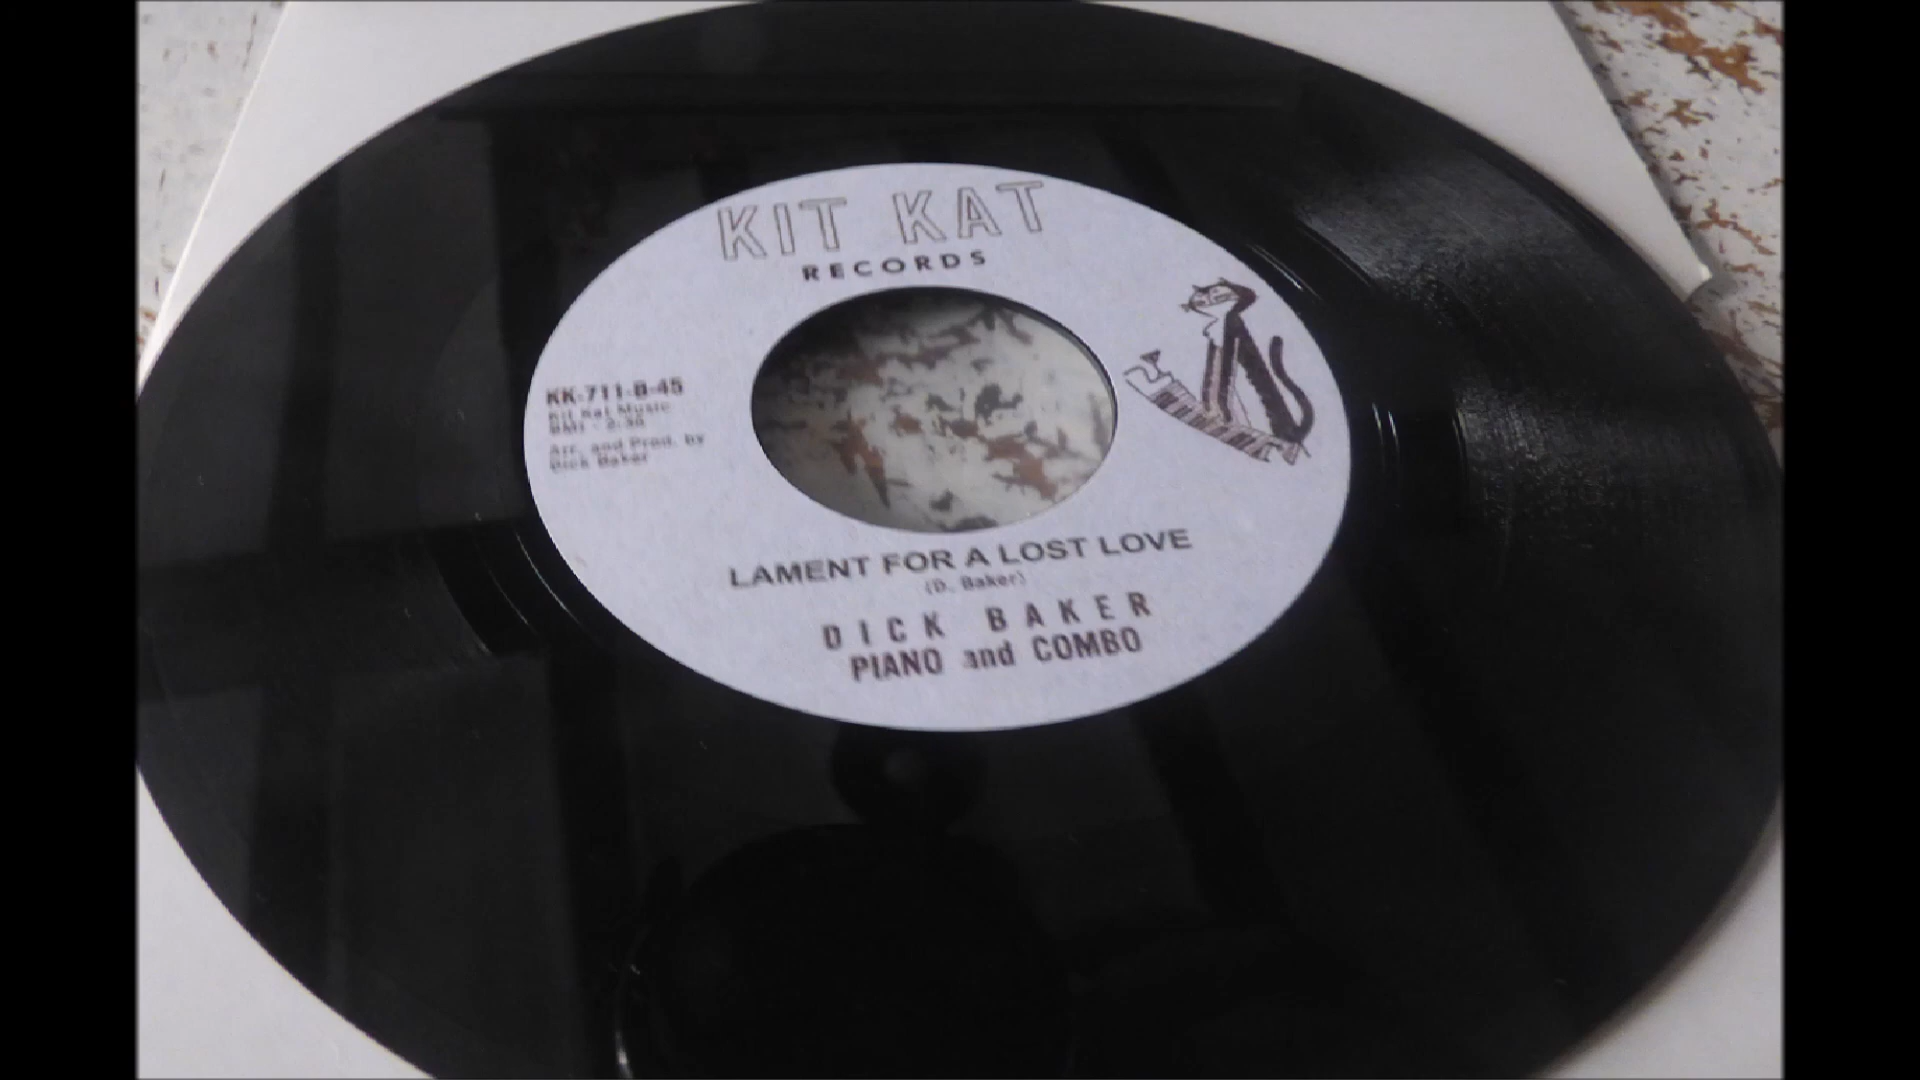 KIT KAT
RECORDS
KK-711-B-45
Kit Kat Music
BMI - 2:30
Arr. and Prod. by
Dick Baker
LAMENT FOR A LOST LOVE
(D. Baker)
DICK BAKER
PIANO and COMBO